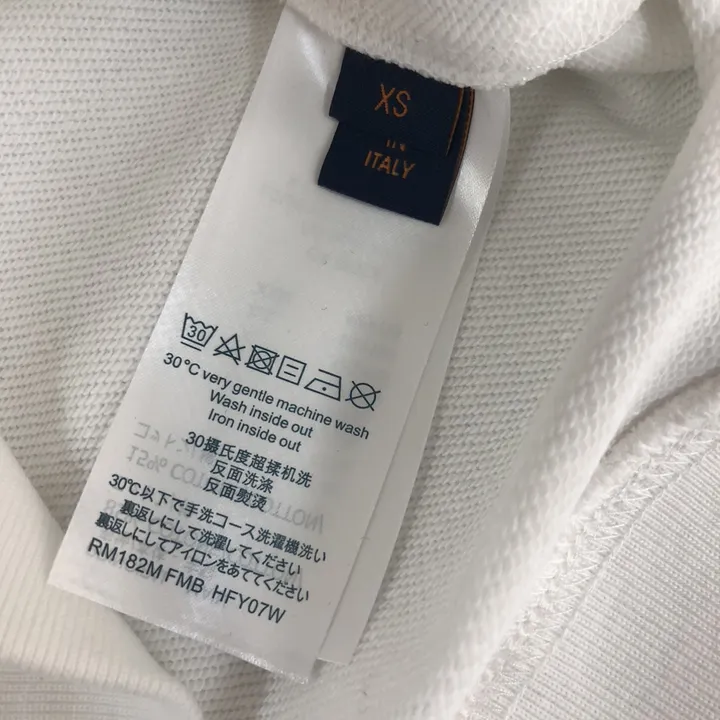 XS
IN
ITALY
30
30°C very gentle machine wash
Wash inside out
Iron inside out
30摄氏度超揉机洗
反面洗涤
反面熨烫
30℃以下で手洗コース洗濯機洗い
裏返しにして洗濯してください
裏返しにしてアイロンをあててください
RM182M FMB HFY07W